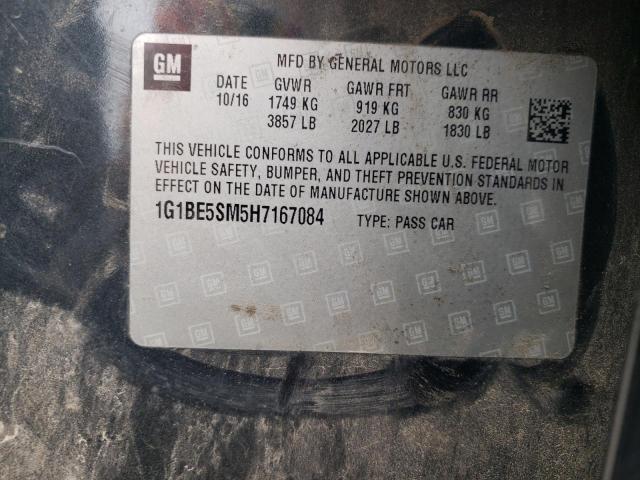 GM
MFD BY GENERAL MOTORS LLC
DATE GVWR GAWR FRT GAWR RR
10/16 1749 KG 919 KG 830 KG
3857 LB 2027 LB 1830 LB
THIS VEHICLE CONFORMS TO ALL APPLICABLE U.S. FEDERAL MOTOR
VEHICLE SAFETY, BUMPER, AND THEFT PREVENTION STANDARDS IN
EFFECT ON THE DATE OF MANUFACTURE SHOWN ABOVE.
1G1BE5SM5H7167084 TYPE: PASS CAR